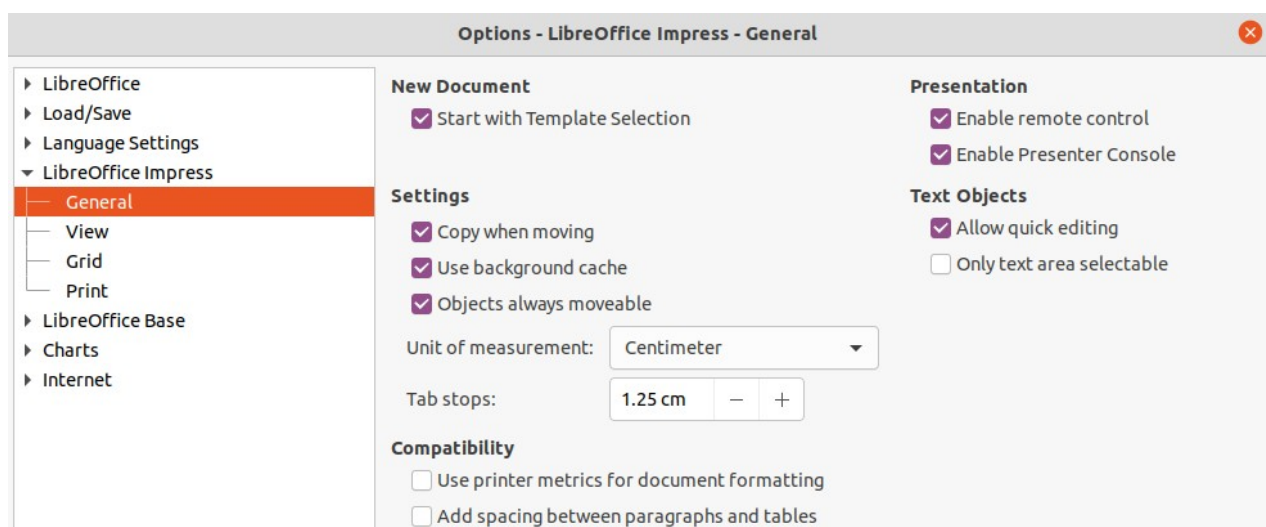 Options - LibreOffice Impress - General
LibreOffice
Load/Save
Language Settings
LibreOffice Impress
General
View
Grid
Print
LibreOffice Base
Charts
Internet
New Document
Start with Template Selection
Settings
Copy when moving
Use background cache
Objects always moveable
Unit of measurement: Centimeter
Tab stops: 1.25 cm − +
Compatibility
Use printer metrics for document formatting
Add spacing between paragraphs and tables
Presentation
Enable remote control
Enable Presenter Console
Text Objects
Allow quick editing
Only text area selectable